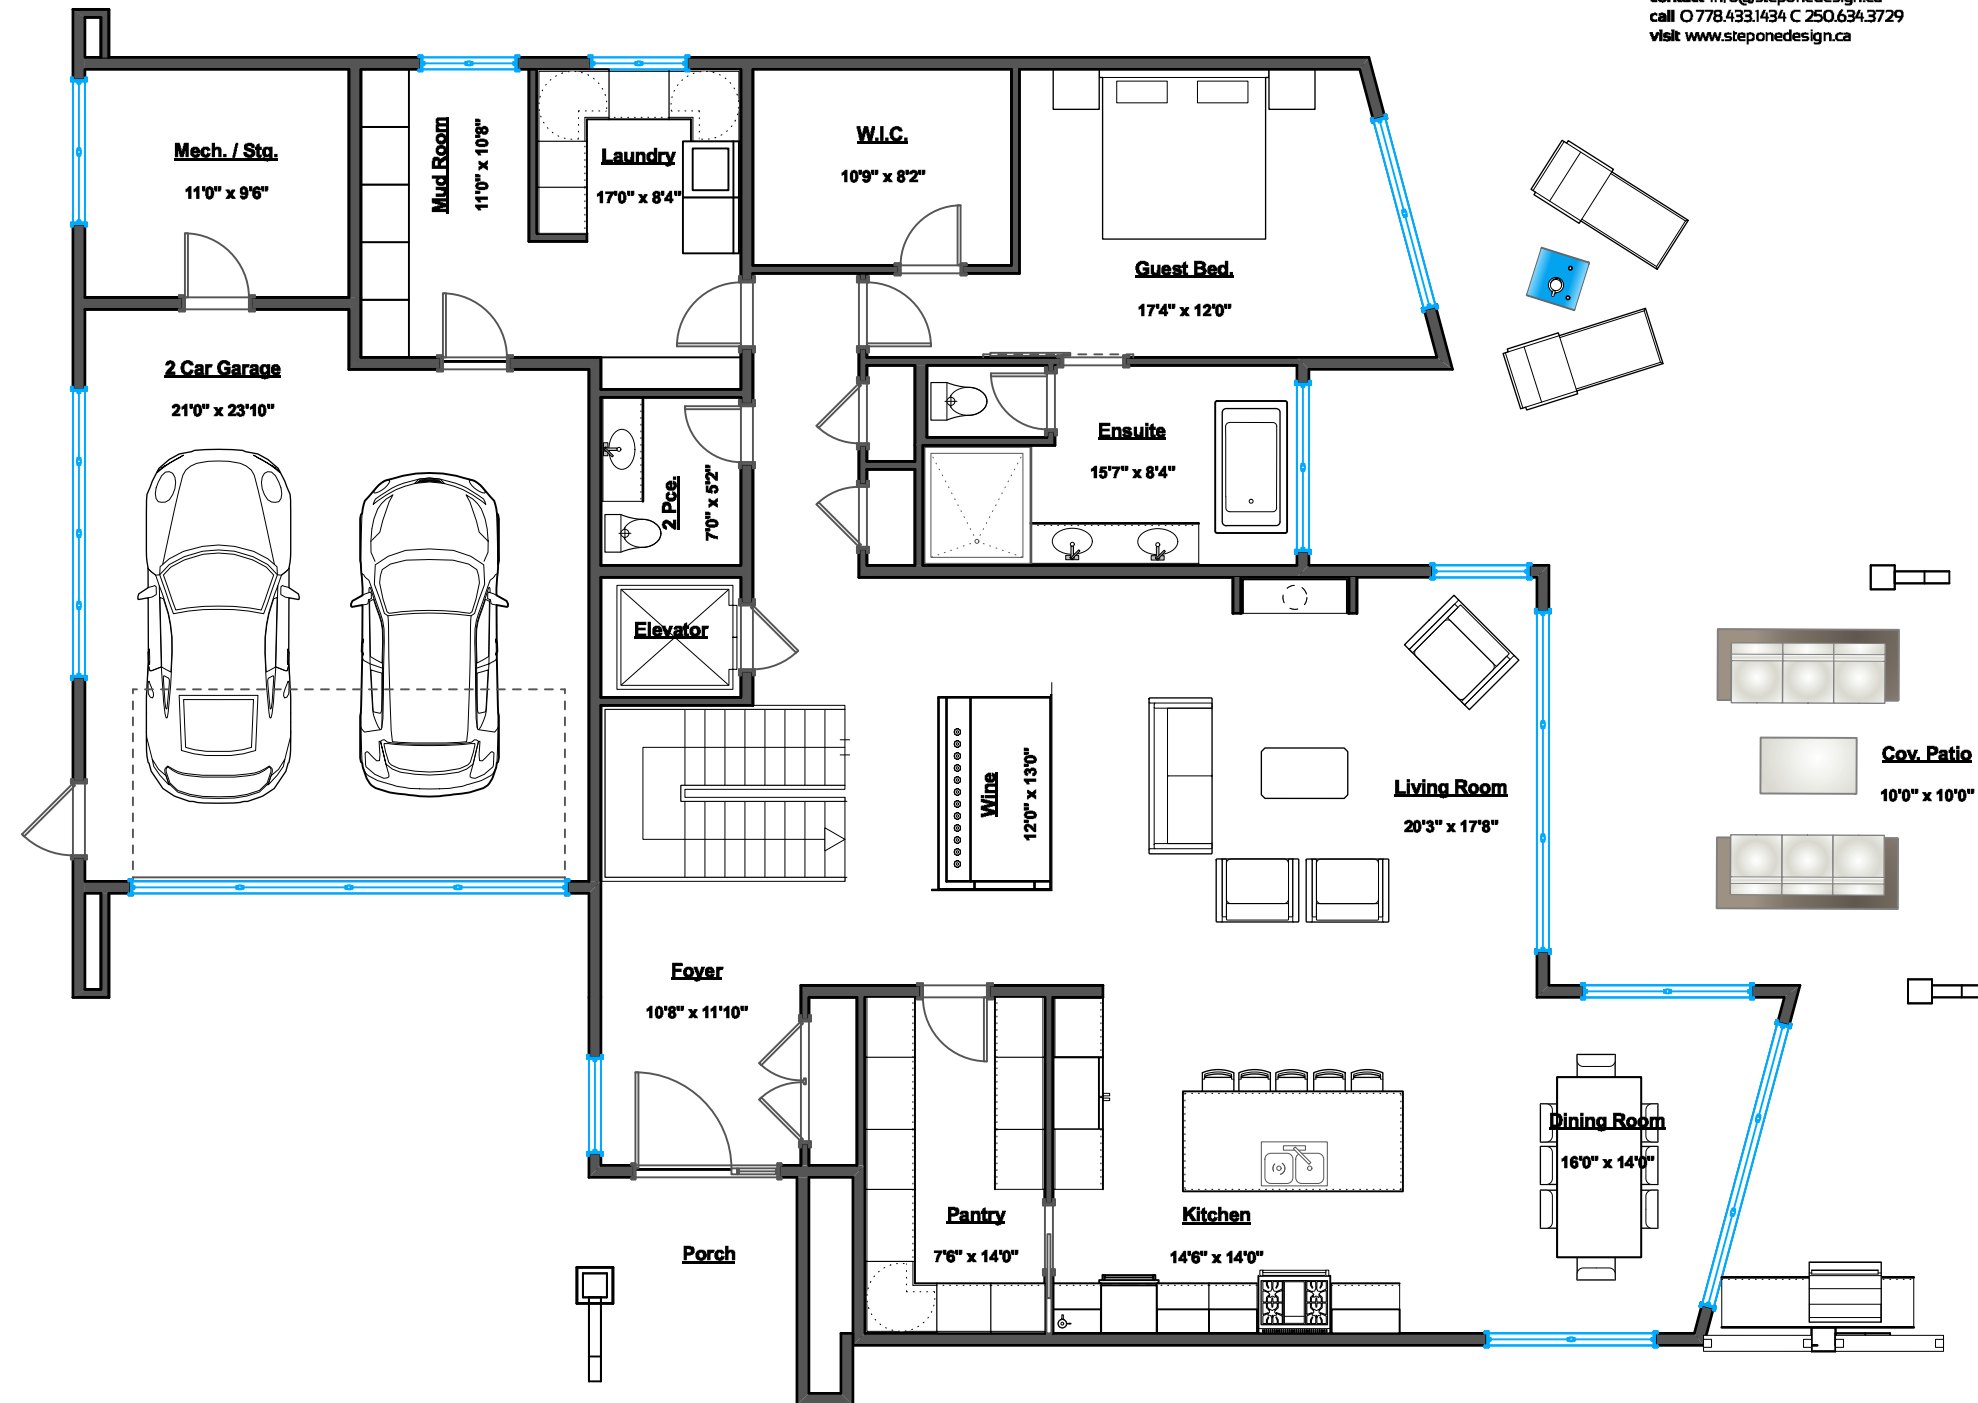 call O 778.433.1434 C 250.634.3729
visit www.steponedesign.ca
Mech. / Stg.
11'0" x 9'6"
Mud Room
11'0" x 10'8"
Laundry
17'0" x 8'4"
W.I.C.
10'9" x 8'2"
Guest Bed.
17'4" x 12'0"
2 Car Garage
21'0" x 23'10"
Ensuite
15'7" x 8'4"
2 Pce.
7'0" x 5'2"
Elevator
Wine
12'0" x 13'0"
Living Room
20'3" x 17'8"
Cov. Patio
10'0" x 10'0"
Foyer
10'8" x 11'10"
Dining Room
16'0" x 14'0"
Pantry
7'6" x 14'0"
Kitchen
14'6" x 14'0"
Porch